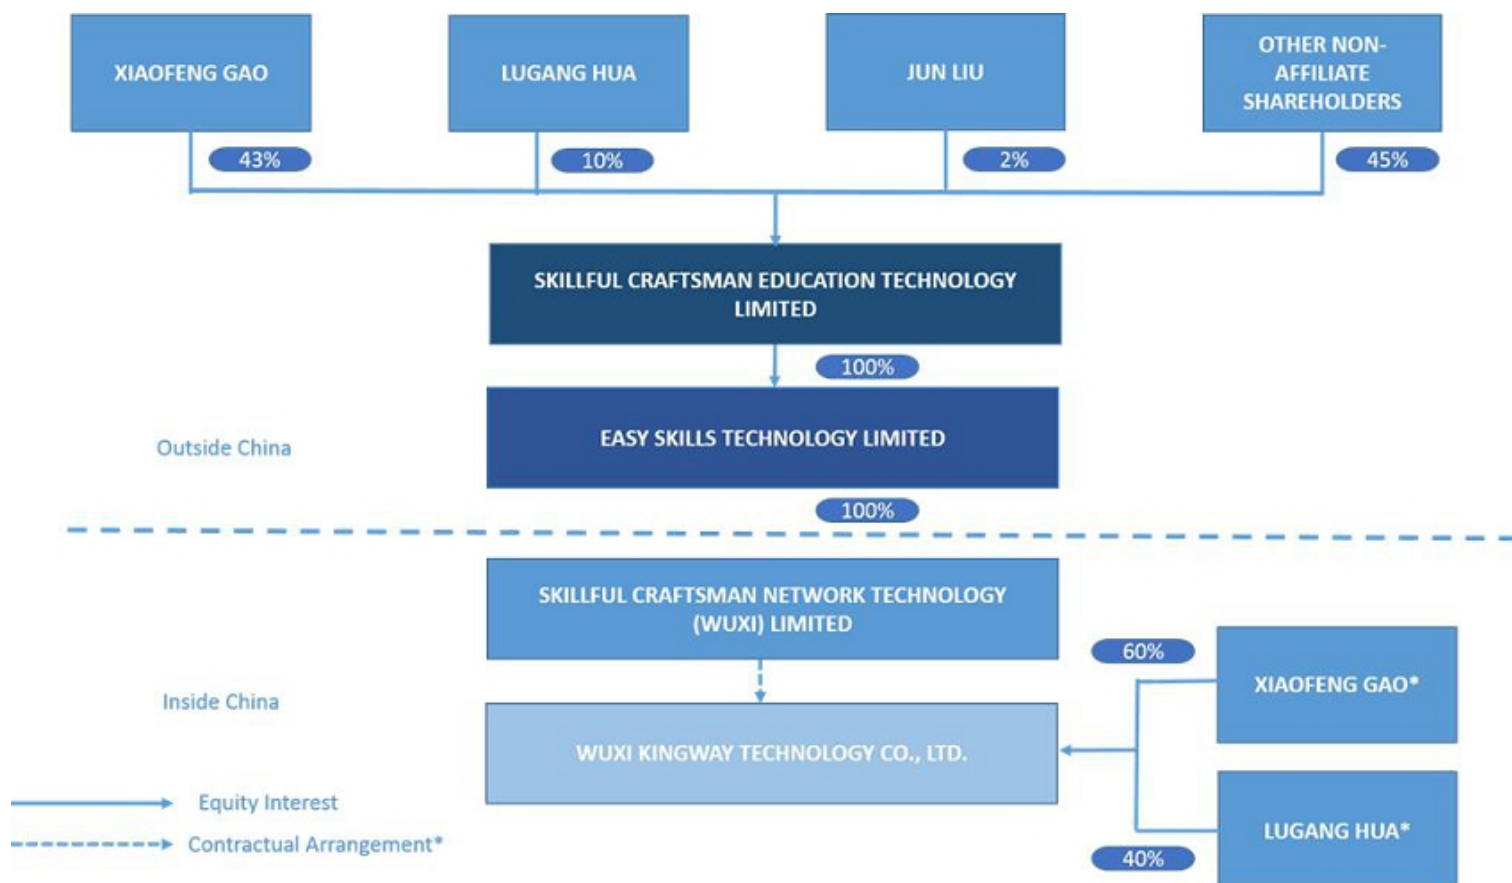 XIAOFENG GAO
LUGANG HUA
JUN LIU
OTHER NON-
AFFILIATE
SHAREHOLDERS
43%
10%
2%
45%
SKILLFUL CRAFTSMAN EDUCATION TECHNOLOGY
LIMITED
100%
EASY SKILLS TECHNOLOGY LIMITED
Outside China
100%
SKILLFUL CRAFTSMAN NETWORK TECHNOLOGY
(WUXI) LIMITED
60%
XIAOFENG GAO*
Inside China
WUXI KINGWAY TECHNOLOGY CO., LTD.
Equity Interest
Contractual Arrangement*
40%
LUGANG HUA*